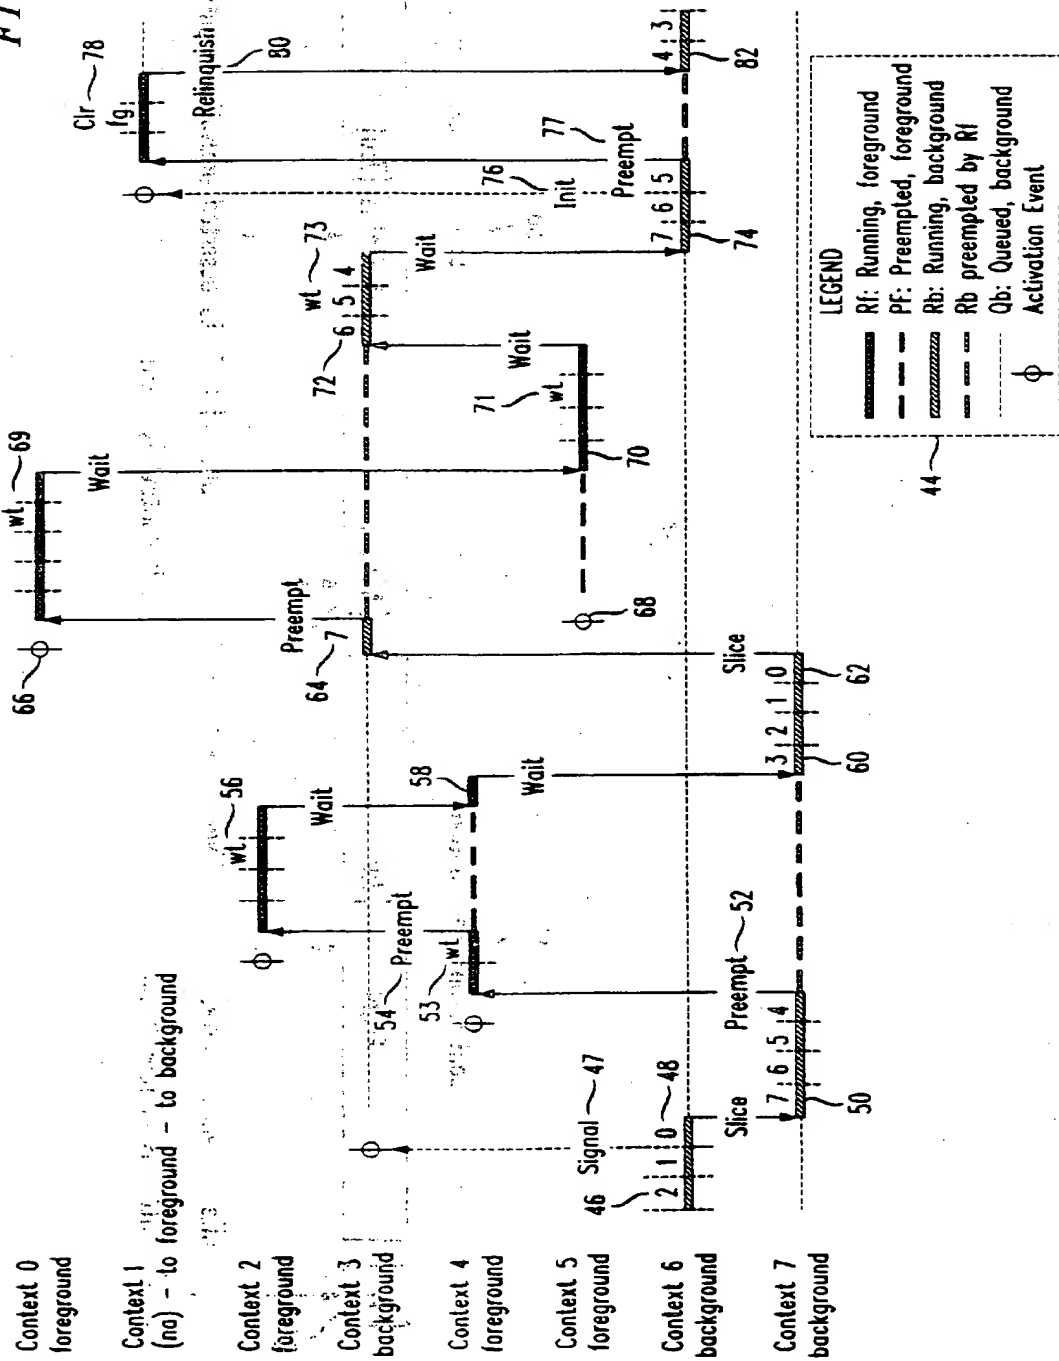 FI
Context 0
foreground
66
wt 69
Wait
Context 1
(na) - to foreground - to background
Clr 78
fg
Relinquish
80
Context 2
foreground
wt 56
Wait
Context 3
background
54 Preempt
64 7
Preempt
72 6 5 4
wt 73
Wait
76
Init
Context 4
foreground
53 wt
58
Wait
Context 5
foreground
68
70
71
wt
Wait
Signal 47
Context 6
background
46 2 1 0 48
Slice
7 6 5
74
Preempt
77
4 3
82
Context 7
background
7 6 5 4
50
Preempt 52
3 2 1 0
60
62
Slice
44
LEGEND
Rf: Running, foreground
PF: Preempted, foreground
Rb: Running, background
Rb preempted by Rf
Qb: Queued, background
Activation Event